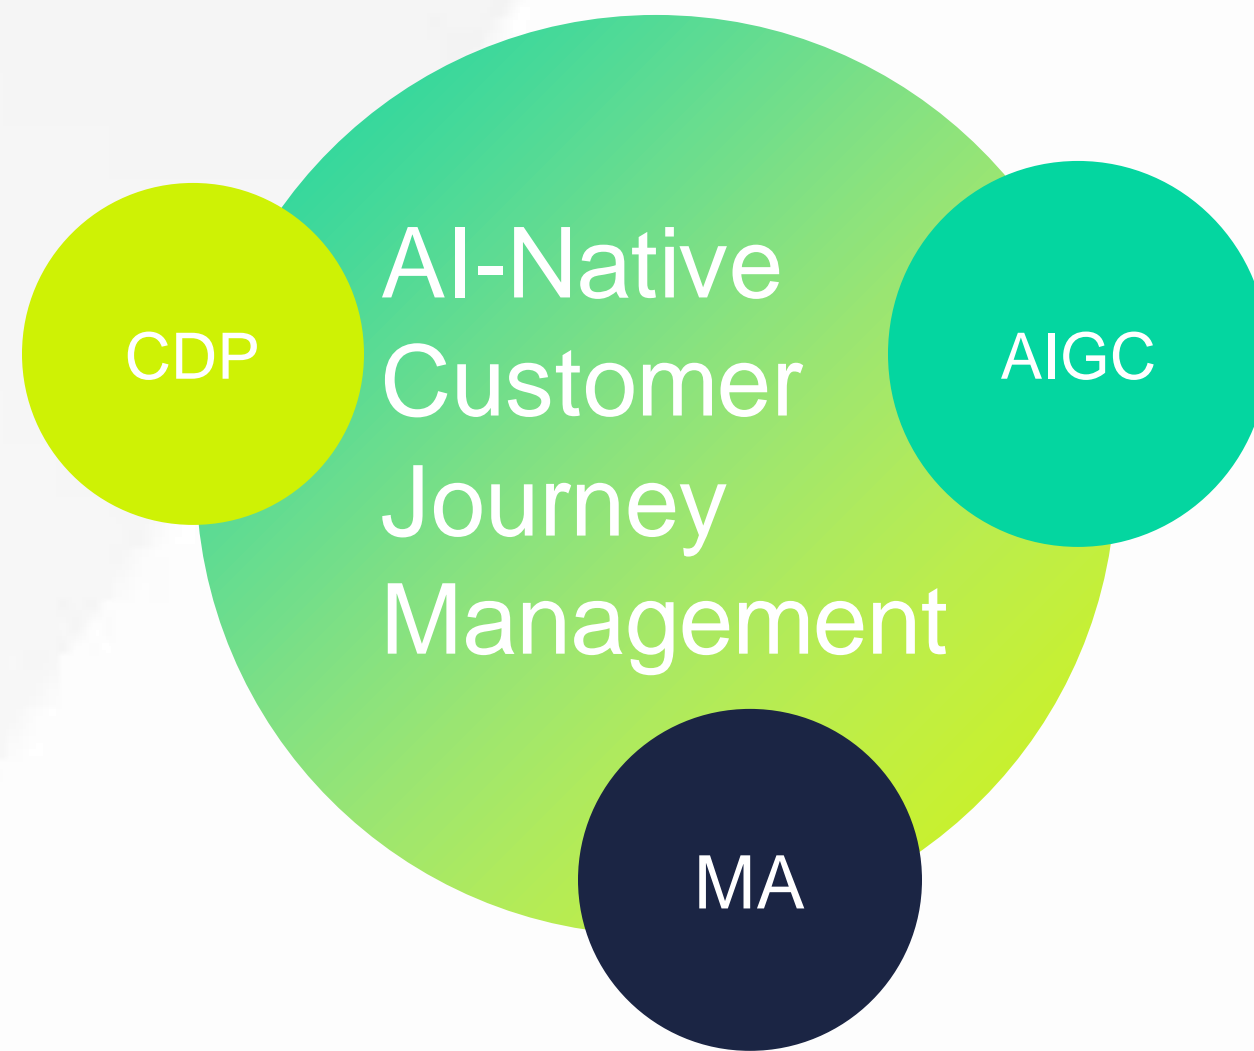 AI-Native
Customer
Journey
Management
CDP
AIGC
MA